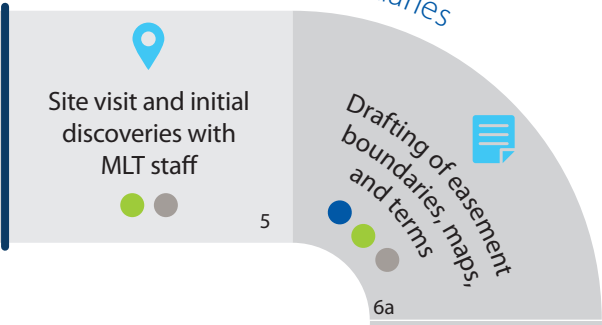 Site visit and initial
discoveries with
MLT staff
5
Drafting of easement
boundaries, maps,
and terms
6a